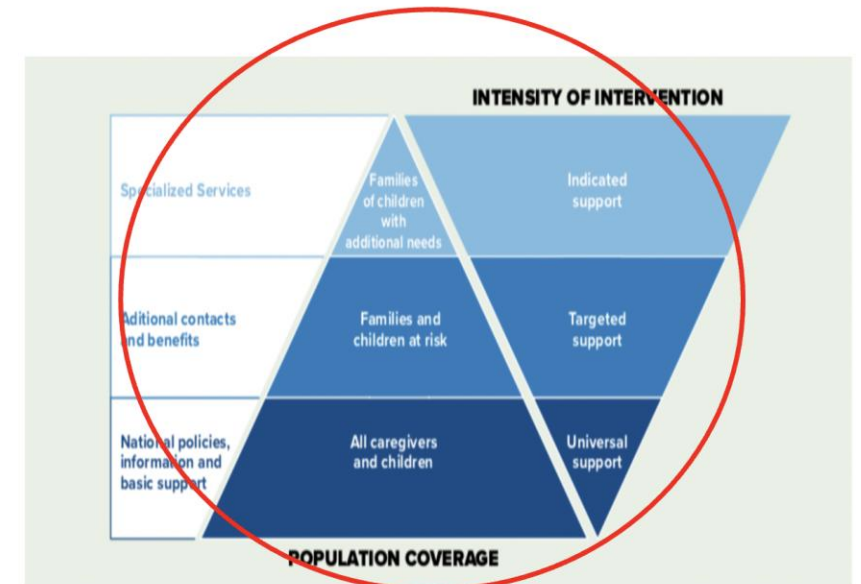 INTENSITY OF INTERVENTION
Specialized Services
Families
of children
with
additional needs
Indicated
support
Aditional contacts
and benefits
Families and
children at risk
Targeted
support
National policies,
information and
basic support
All caregivers
and children
Universal
support
POPULATION COVERAGE